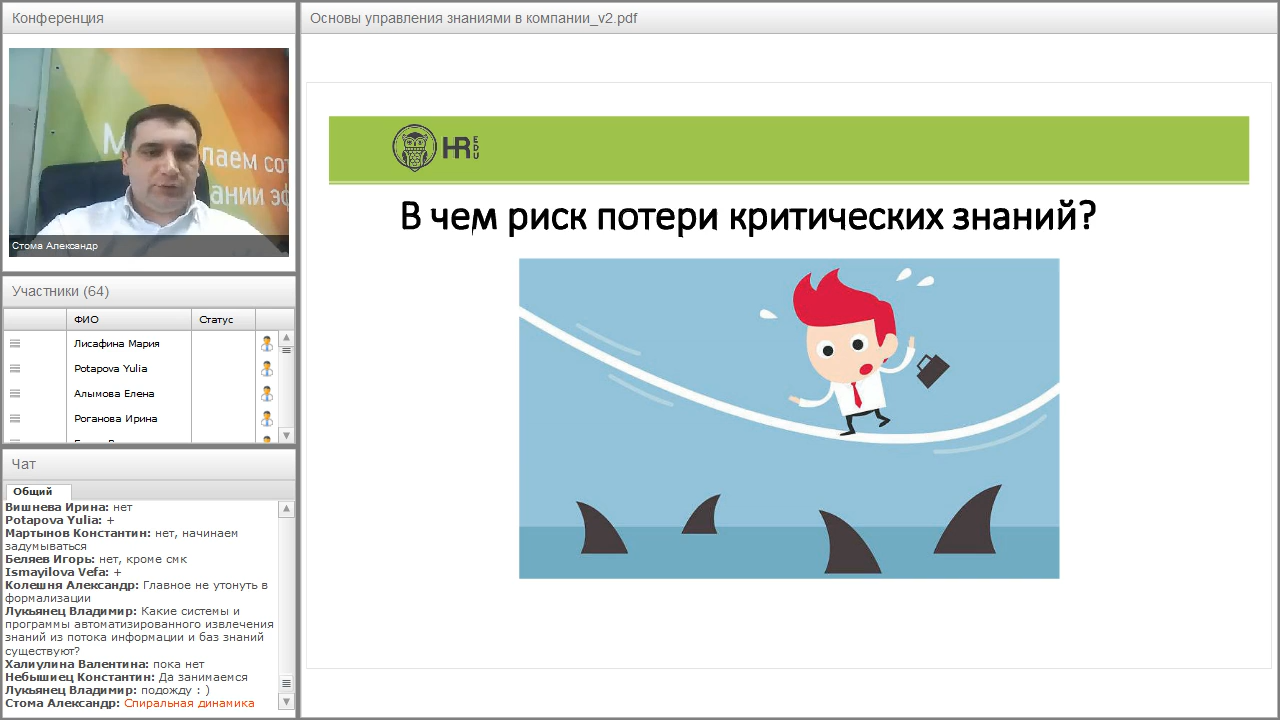 Конференция
Стома Александр
Участники (64)
ФИО
Статус
Лисафина Мария
Potapova Yulia
Алымова Елена
Роганова Ирина
Чат
Общий
Вишнева Ирина: нет
Potapova Yulia: +
Мартынов Константин: нет, начинаем
задумываться
Беляев Игорь: нет, кроме смк
Ismayilova Vefa: +
Колешня Александр: Главное не утонуть в
формализации
Лукьянец Владимир: Какие системы и
программы автоматизированного извлечения
знаний из потока информации и баз знаний
существуют?
Халиулина Валентина: пока нет
Небышиец Константин: Да занимаемся
Лукьянец Владимир: подожду : )
Стома Александр: Спиральная динамика
Основы управления знаниями в компании_v2.pdf
HR EDU
В чем риск потери критических знаний?